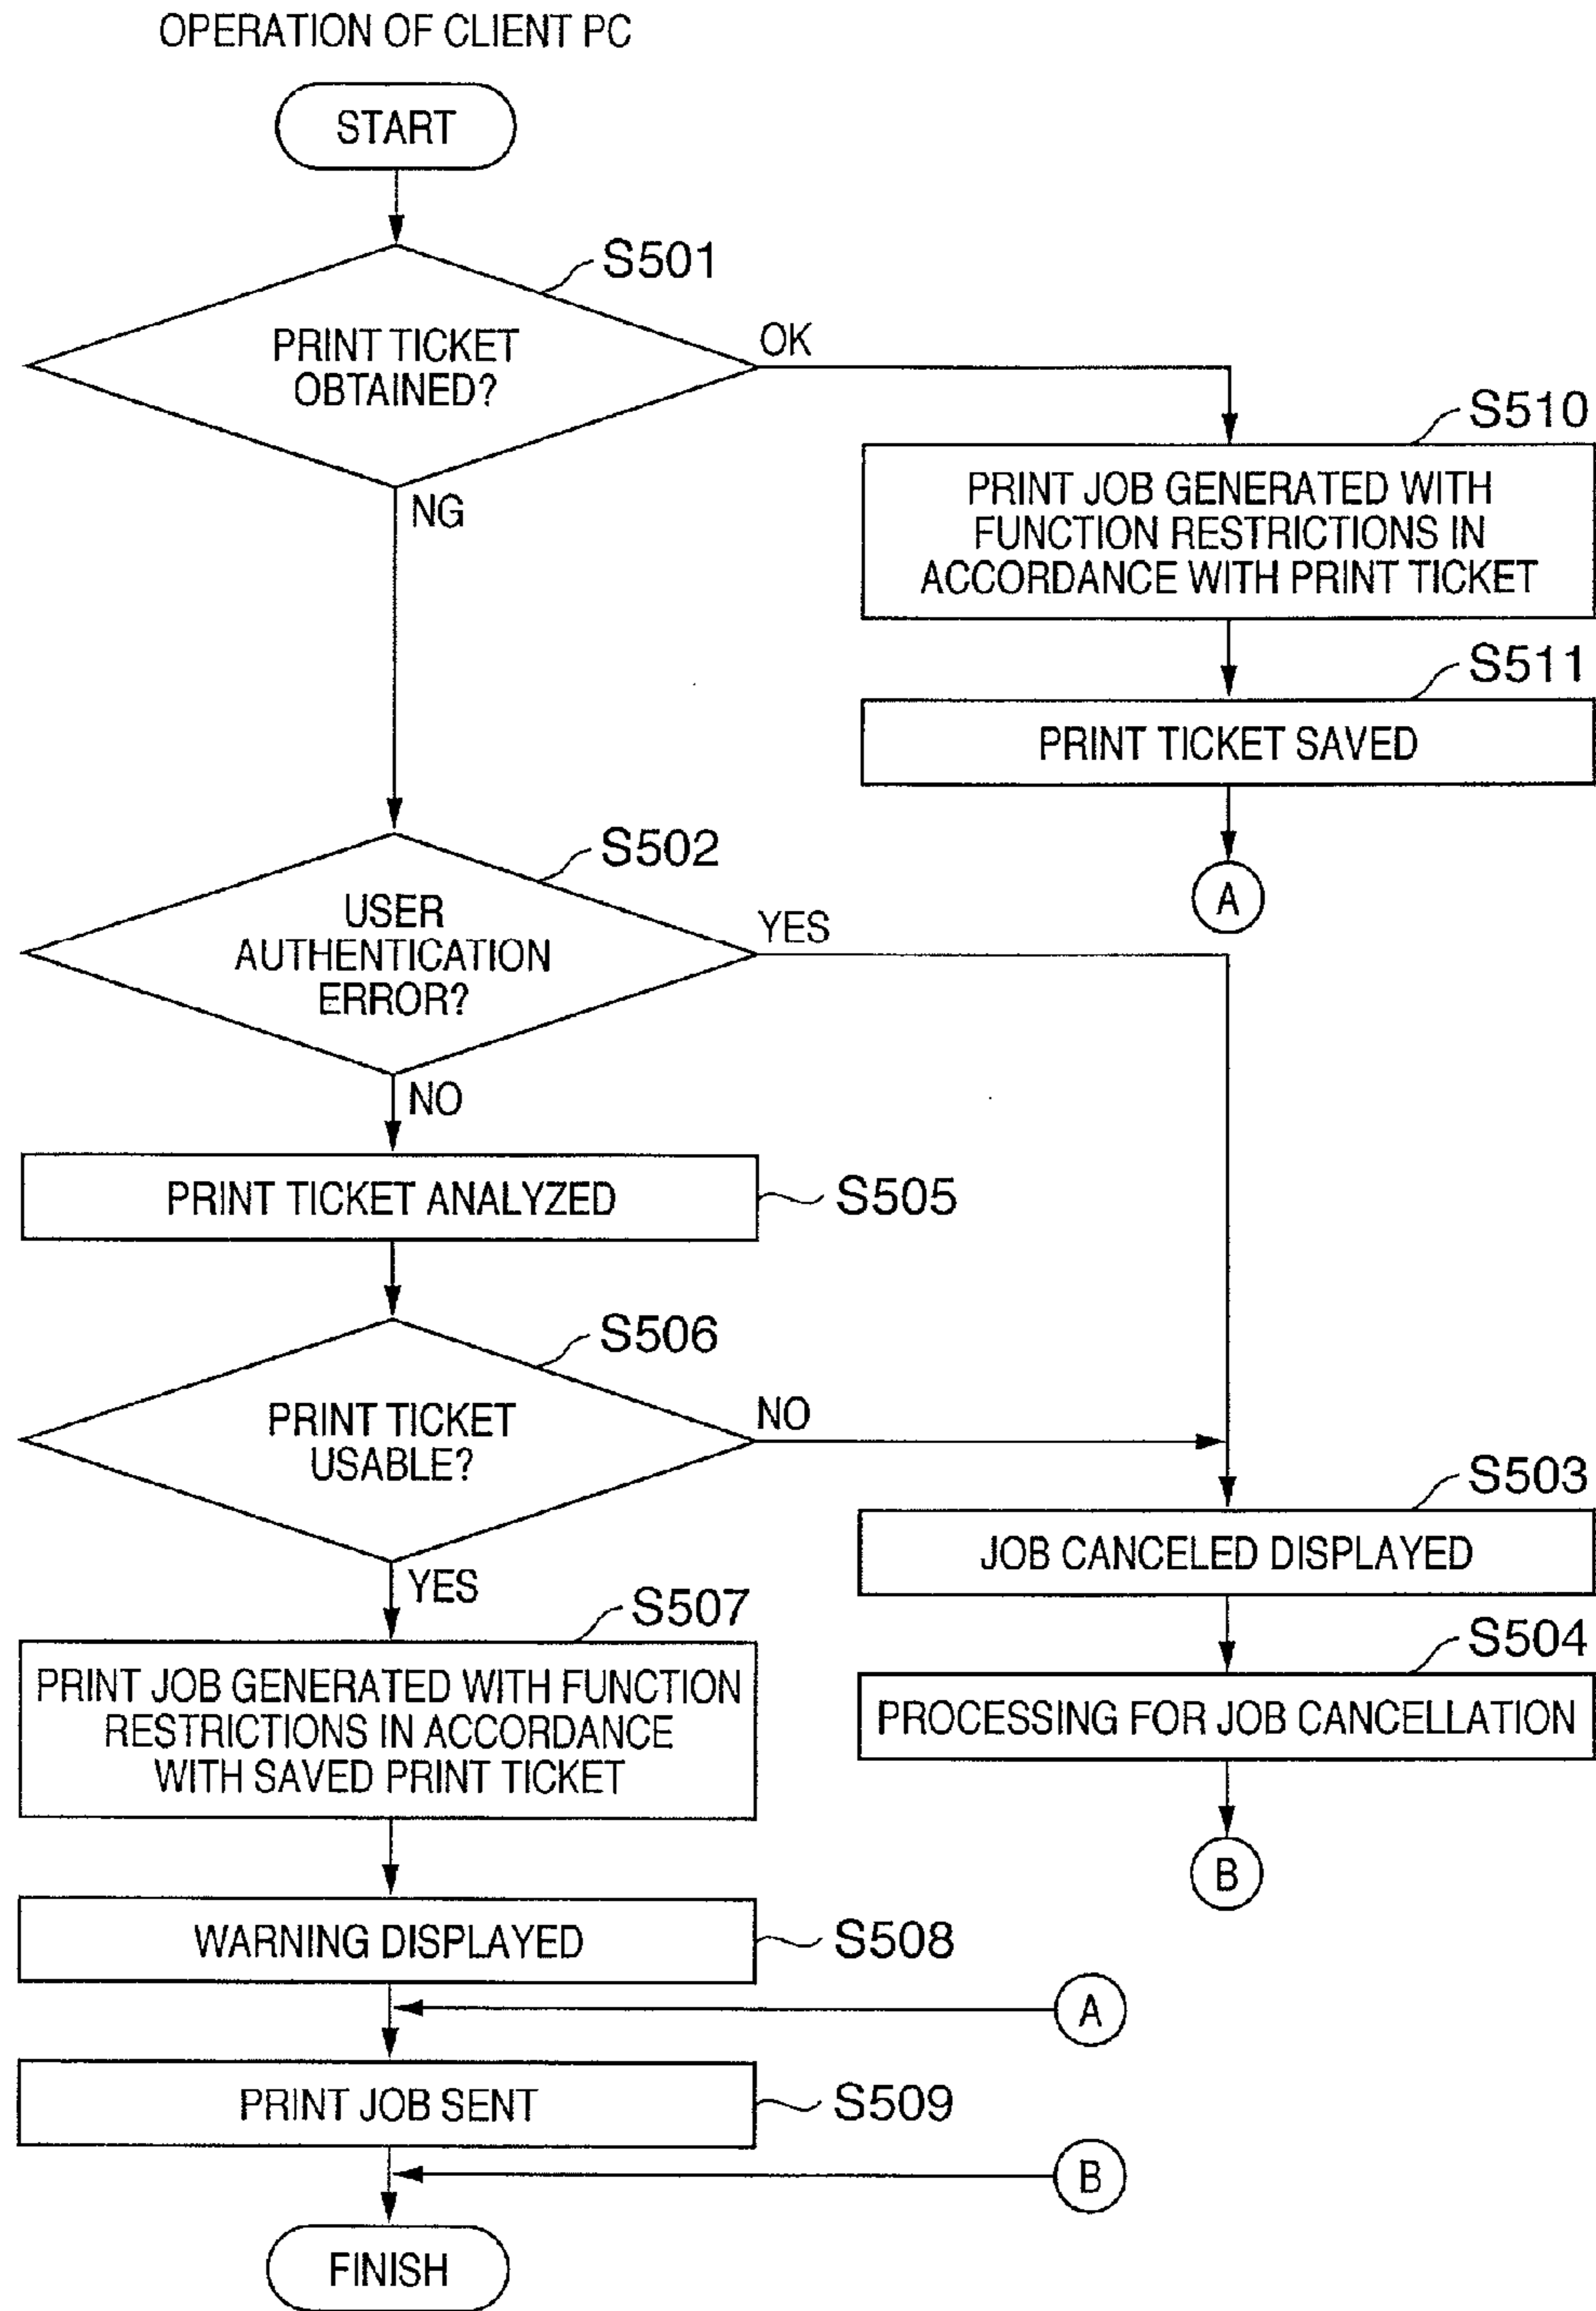 OPERATION OF CLIENT PC
START
S501
PRINT TICKET
OBTAINED?
OK
NG
S510
PRINT JOB GENERATED WITH
FUNCTION RESTRICTIONS IN
ACCORDANCE WITH PRINT TICKET
S511
PRINT TICKET SAVED
A
S502
USER
AUTHENTICATION
ERROR?
YES
NO
PRINT TICKET ANALYZED
S505
S506
PRINT TICKET
USABLE?
NO
YES
S503
JOB CANCELED DISPLAYED
S504
PROCESSING FOR JOB CANCELLATION
B
S507
PRINT JOB GENERATED WITH FUNCTION
RESTRICTIONS IN ACCORDANCE
WITH SAVED PRINT TICKET
WARNING DISPLAYED
S508
A
PRINT JOB SENT
S509
B
FINISH